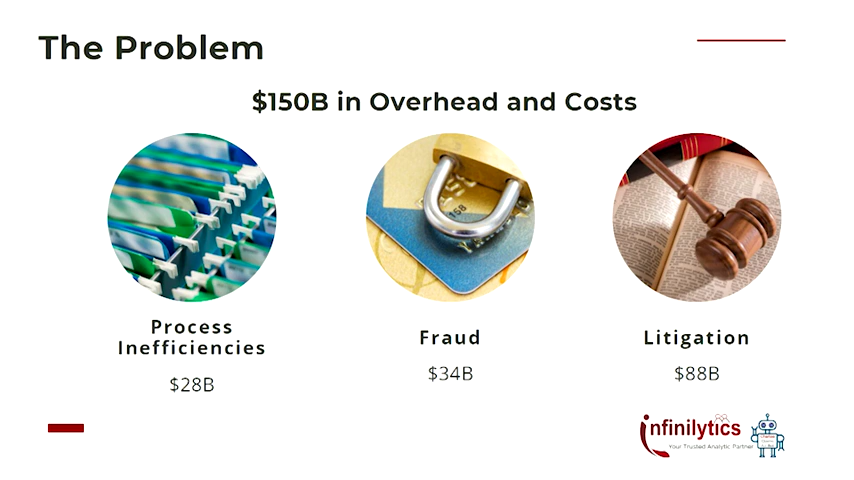 The Problem
$150B in Overhead and Costs
Process
Inefficiencies
$28B
Fraud
$34B
Litigation
$88B
infinilytics
Your Trusted Analytic Partner